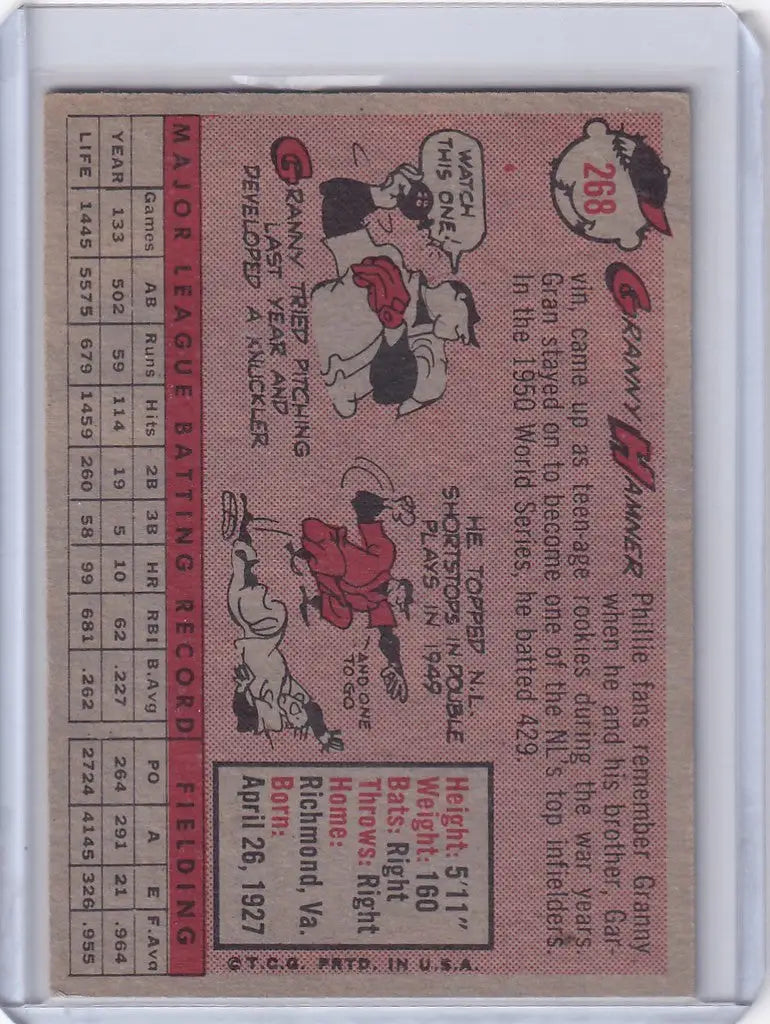 268
GRANNY HAMNER Phillie fans remember Granny,
when he and his brother, Gar-
vin, came up as teen-age rookies during the war years.
Gran stayed on to become one of the NL's top infielders.
In the 1950 World Series, he batted .429.
WATCH
THIS ONE!
GRANNY TRIED PITCHING
LAST YEAR AND
DEVELOPED A KNUCKLER
HE TOPPED N.L.
SHORTSTOPS IN DOUBLE
PLAYS IN 1949
-AND ONE
TO GO
Height: 5'11"
Weight: 160
Bats: Right
Throws: Right
Home:
Richmond, Va.
Born:
April 26, 1927
©T.C.G. PRTD. IN U.S.A.
MAJOR LEAGUE BATTING RECORD FIELDING
Games AB Runs Hits 2B 3B HR RBI B.Avg PO A E F.Avg
YEAR 133 502 59 114 19 5 10 62 .227 264 291 21 .964
LIFE 1445 5575 679 1459 260 58 99 681 .262 2724 4145 326 .955